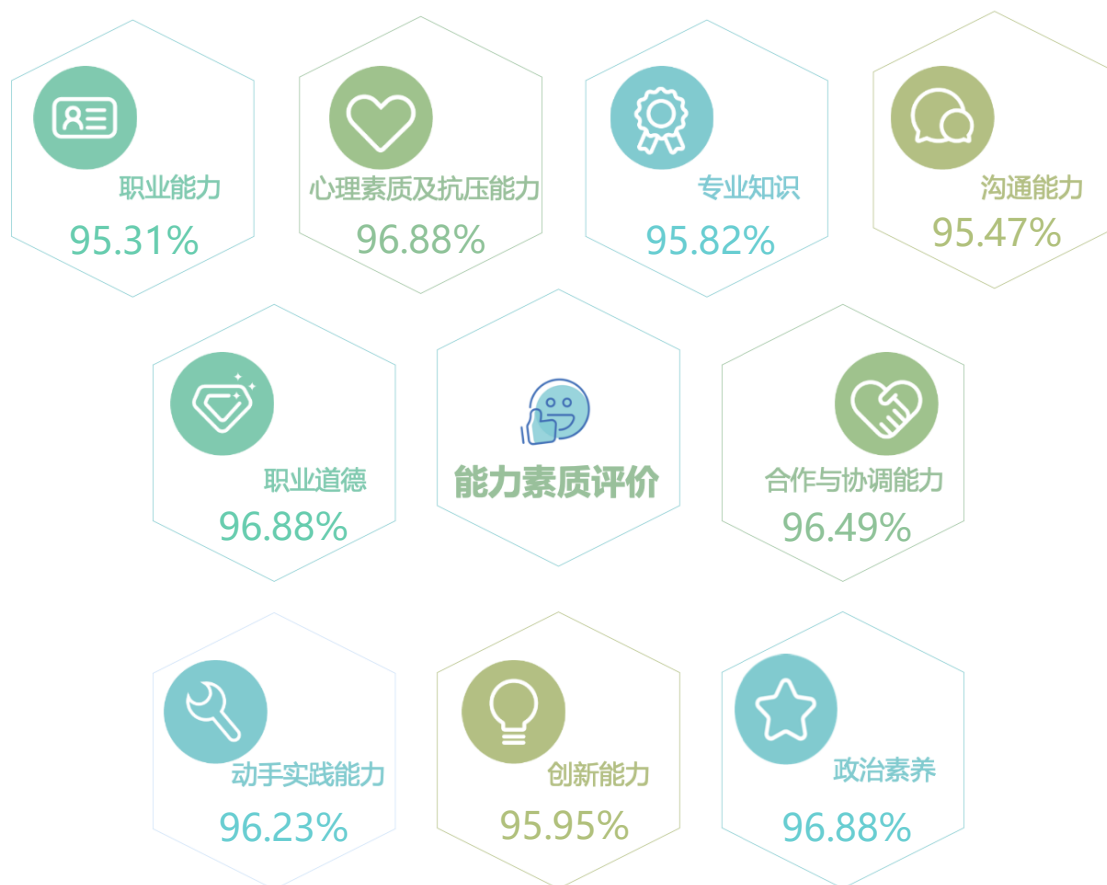 职业能力
95.31%
心理素质及抗压能力
96.88%
专业知识
95.82%
沟通能力
95.47%
职业道德
96.88%
能力素质评价
合作与协调能力
96.49%
动手实践能力
96.23%
创新能力
95.95%
政治素养
96.88%